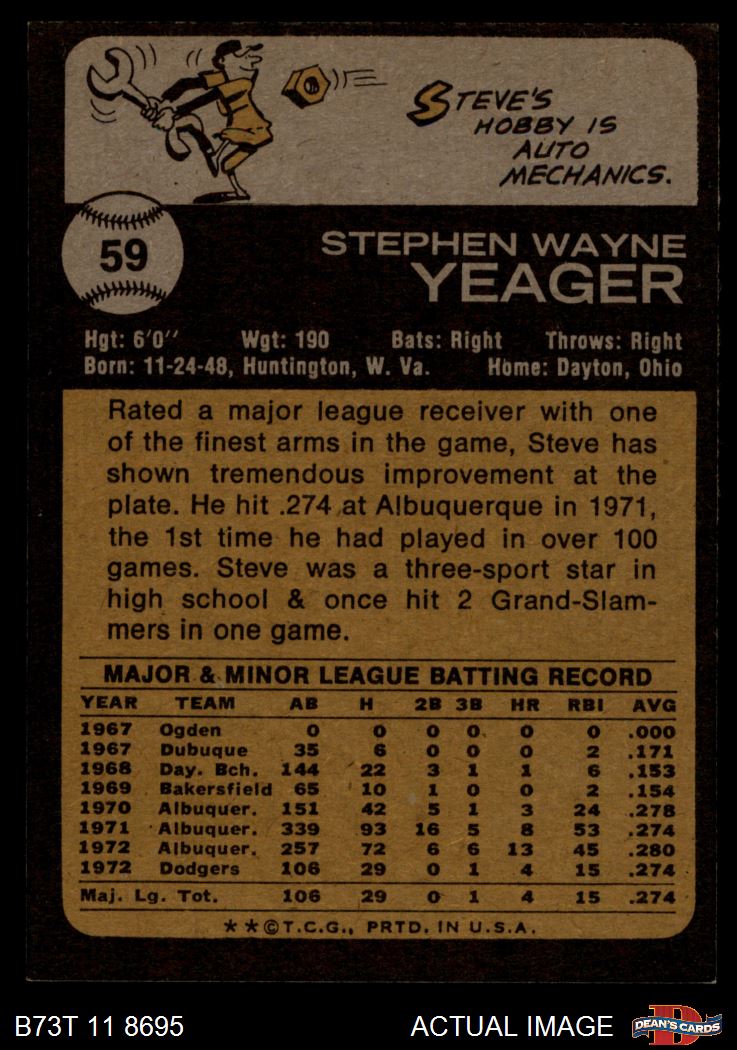 STEVE'S
HOBBY IS
AUTO
MECHANICS.
59
STEPHEN WAYNE
YEAGER
Hgt: 6'0'' Wgt: 190 Bats: Right Throws: Right
Born: 11-24-48, Huntington, W. Va. Home: Dayton, Ohio
Rated a major league receiver with one
of the finest arms in the game, Steve has
shown tremendous improvement at the
plate. He hit .274 at Albuquerque in 1971,
the 1st time he had played in over 100
games. Steve was a three-sport star in
high school & once hit 2 Grand-Slam-
mers in one game.
MAJOR & MINOR LEAGUE BATTING RECORD
YEAR TEAM AB H 2B 3B HR RBI AVG
1967 Ogden 0 0 0 0 0 0 .000
1967 Dubuque 35 6 0 0 0 2 .171
1968 Day. Bch. 144 22 3 1 1 6 .153
1969 Bakersfield 65 10 1 0 0 2 .154
1970 Albuquer. 151 42 5 1 3 24 .278
1971 Albuquer. 339 93 16 5 8 53 .274
1972 Albuquer. 257 72 6 6 13 45 .280
1972 Dodgers 106 29 0 1 4 15 .274
Maj. Lg. Tot. 106 29 0 1 4 15 .274
* * © T.C.G., PRTD. IN U.S.A.
B73T 11 8695 ACTUAL IMAGE DEAN'S CARDS